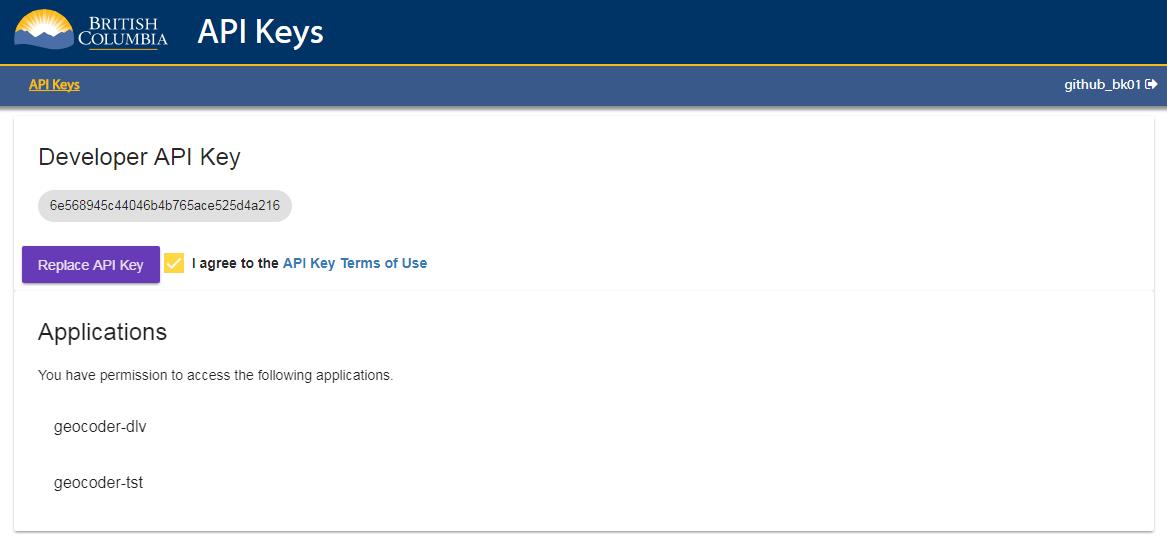 BRITISH
COLUMBIA
API Keys
API Keys
github_bk01
Developer API Key
6e568945c44046b4b765ace525d4a216
Replace API Key
I agree to the API Key Terms of Use
Applications
You have permission to access the following applications.
geocoder-dlv
geocoder-tst